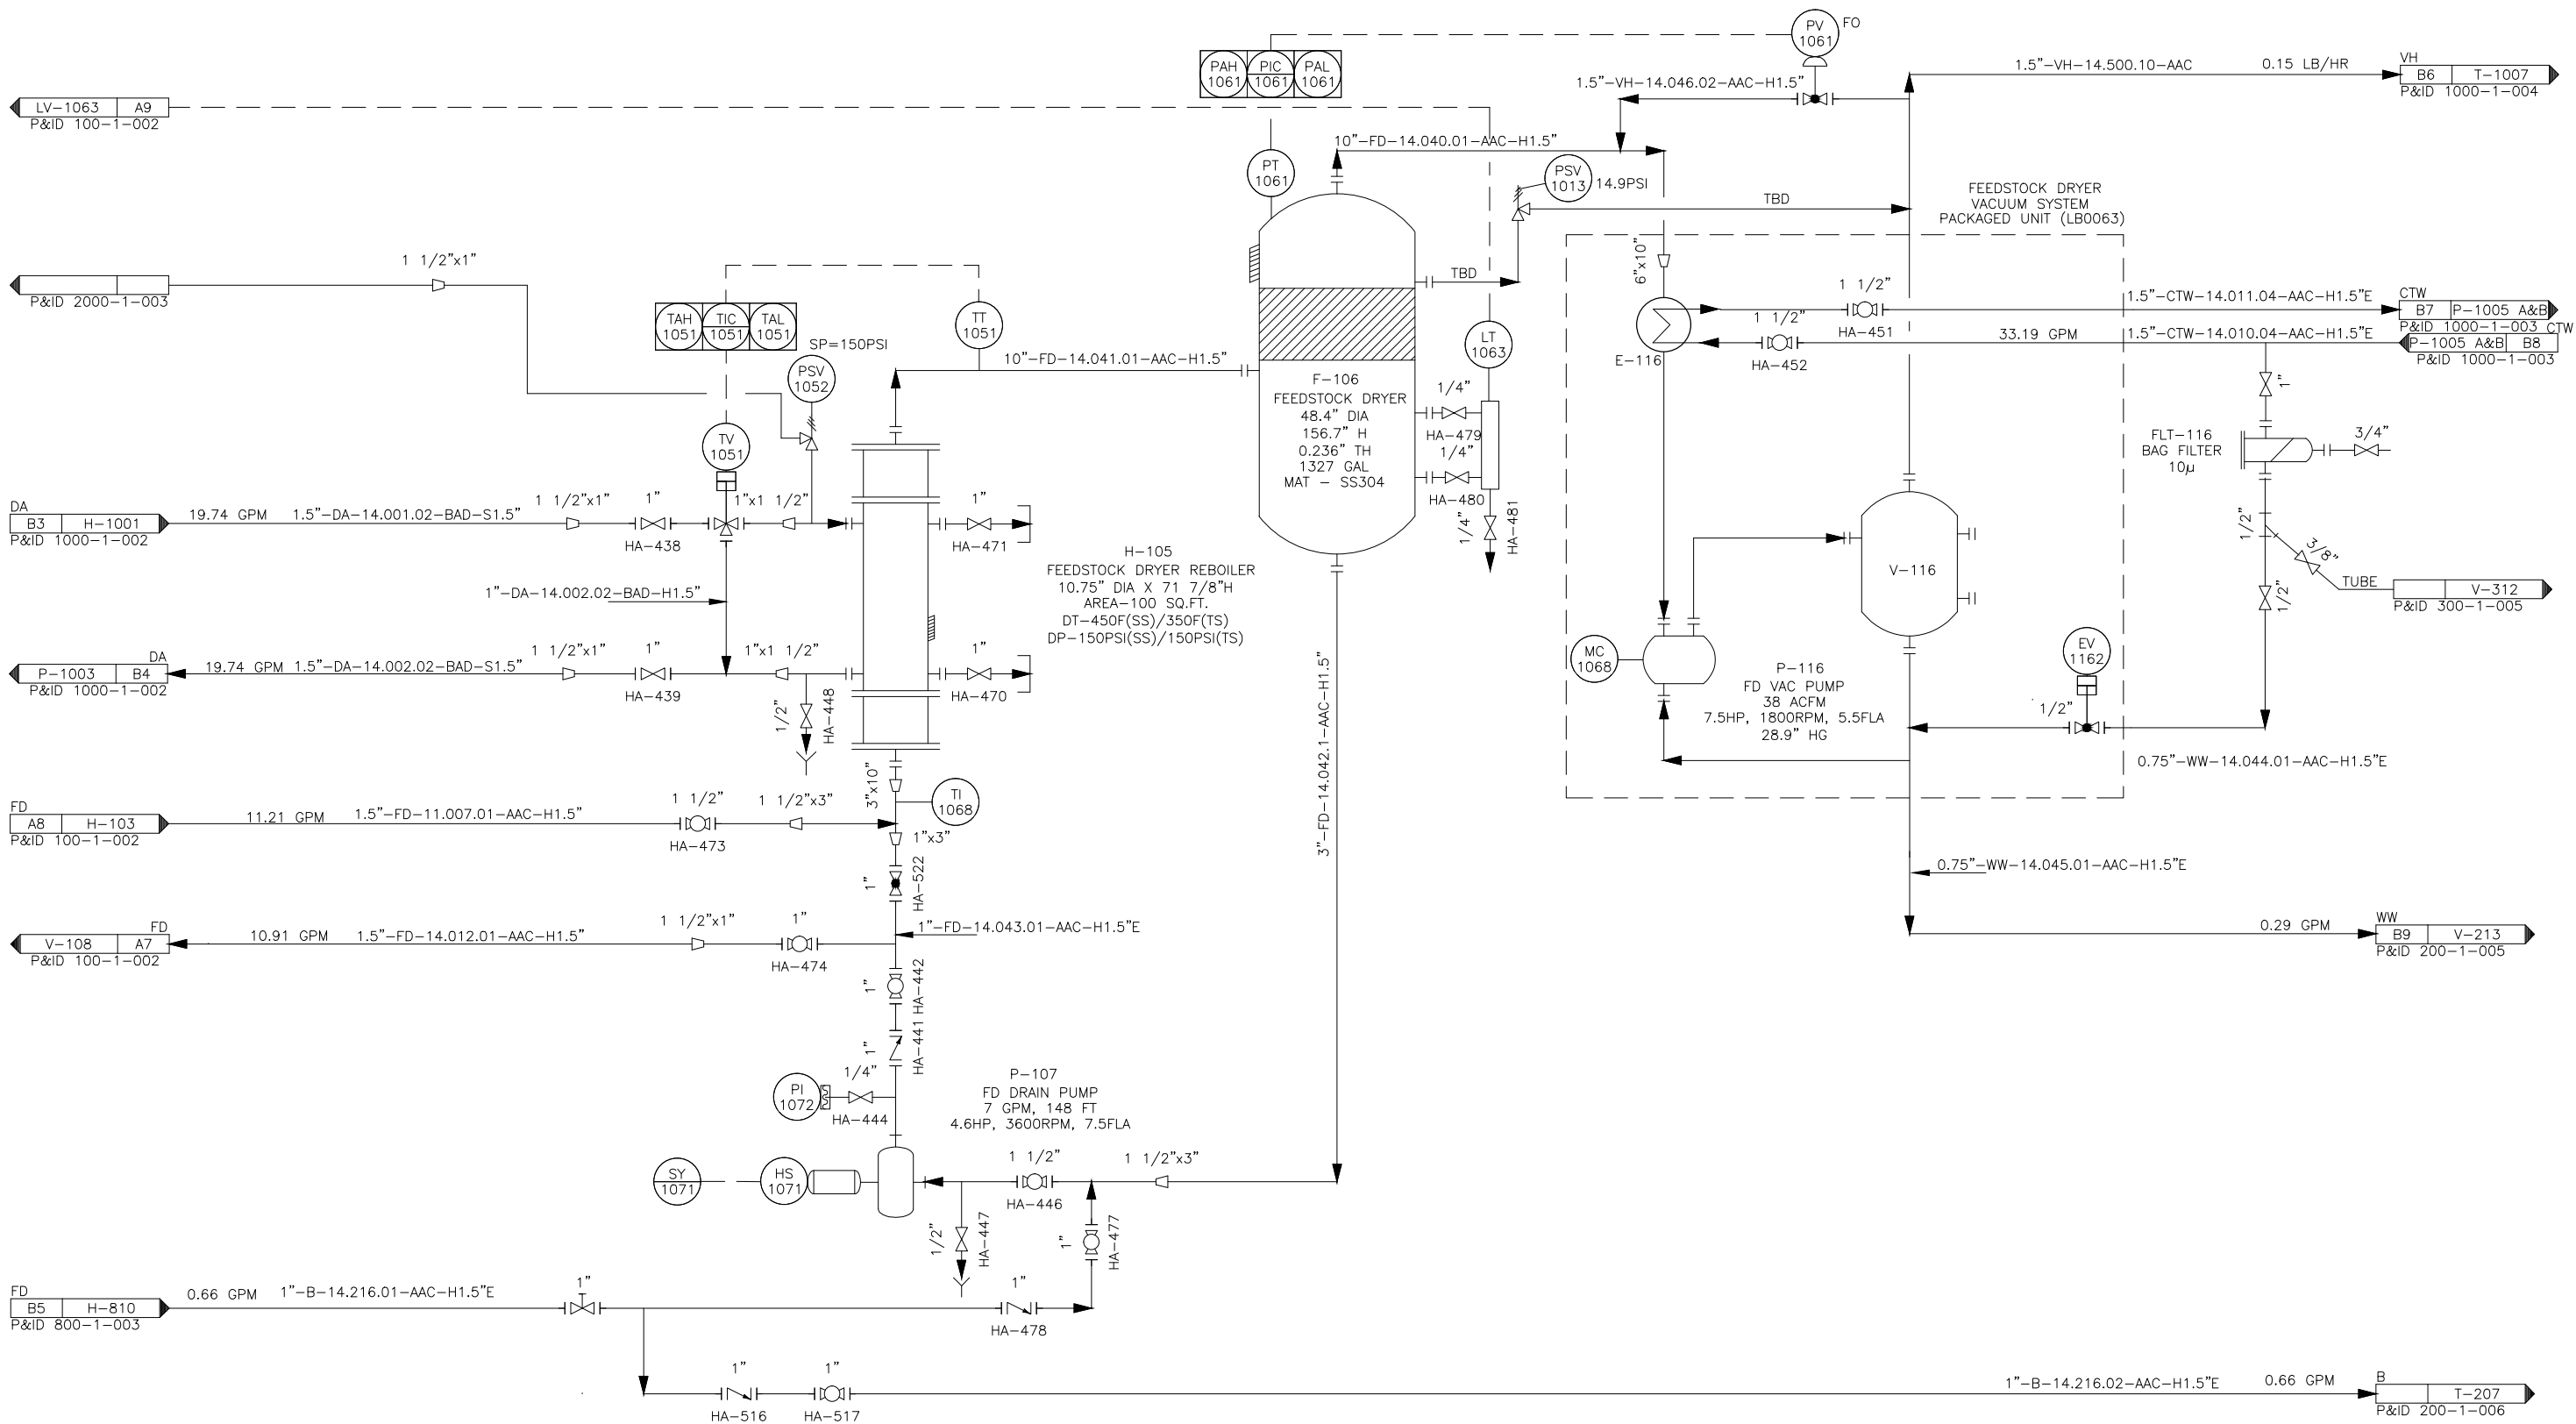 PV
1061
FO
PAH
1061
PIC
1061
PAL
1061
1.5"-VH-14.500.10-AAC
0.15 LB/HR
VH
B6 T-1007
P&ID 1000-1-004
1.5"-VH-14.046.02-AAC-H1.5"
LV-1063 A9
P&ID 100-1-002
10"-FD-14.040.01-AAC-H1.5"
PT
1061
PSV
1013
14.9PSI
TBD
FEEDSTOCK DRYER
VACUUM SYSTEM
PACKAGED UNIT (LB0063)
1 1/2"x1"
P&ID 2000-1-003
TBD
6"x10"
1 1/2"
1.5"-CTW-14.011.04-AAC-H1.5"E
CTW
B7 P-1005 A&B
P&ID 1000-1-003
HA-451
TAH
1051
TIC
1051
TAL
1051
TT
1051
1 1/2"
33.19 GPM
1.5"-CTW-14.010.04-AAC-H1.5"E
CTW
P-1005 A&B B8
P&ID 1000-1-003
HA-452
E-116
SP=150PSI
PSV
1052
10"-FD-14.041.01-AAC-H1.5"
LT
1063
F-106
FEEDSTOCK DRYER
48.4" DIA
156.7" H
0.236" TH
1327 GAL
MAT - SS304
1/4"
HA-479
1/4"
HA-480
1/4"
HA-481
1"
FLT-116
BAG FILTER
10µ
3/4"
TV
1051
DA
B3 H-1001
P&ID 1000-1-002
19.74 GPM
1.5"-DA-14.001.02-BAD-S1.5"
1 1/2"x1"
1"
HA-438
1"x1 1/2"
1"
HA-471
H-105
FEEDSTOCK DRYER REBOILER
10.75" DIA X 71 7/8"H
AREA-100 SQ.FT.
DT-450F(SS)/350F(TS)
DP-150PSI(SS)/150PSI(TS)
1/2"
3/8"
TUBE
V-312
P&ID 300-1-005
1/2"
V-116
1"-DA-14.002.02-BAD-H1.5"
DA
P-1003 B4
P&ID 1000-1-002
19.74 GPM
1.5"-DA-14.002.02-BAD-S1.5"
1 1/2"x1"
1"
HA-439
1"x1 1/2"
1/2"
HA-448
1"
HA-470
MC
1068
P-116
FD VAC PUMP
38 ACFM
7.5HP, 1800RPM, 5.5FLA
28.9" HG
EV
1162
1/2"
0.75"-WW-14.044.01-AAC-H1.5"E
3"-FD-14.042.1-AAC-H1.5"
3"x10"
TI
1068
FD
A8 H-103
P&ID 100-1-002
11.21 GPM
1.5"-FD-11.007.01-AAC-H1.5"
1 1/2"
HA-473
1 1/2"x3"
1"x3"
1"
HA-522
0.75"-WW-14.045.01-AAC-H1.5"E
FD
V-108 A7
P&ID 100-1-002
10.91 GPM
1.5"-FD-14.012.01-AAC-H1.5"
1 1/2"x1"
1"
HA-474
1"-FD-14.043.01-AAC-H1.5"E
0.29 GPM
WW
B9 V-213
P&ID 200-1-005
1"
HA-442
1"
HA-441
PI
1072
1/4"
HA-444
P-107
FD DRAIN PUMP
7 GPM, 148 FT
4.6HP, 3600RPM, 7.5FLA
SY
1071
HS
1071
1 1/2"
HA-446
1 1/2"x3"
1/2"
HA-447
1"
HA-477
FD
B5 H-810
P&ID 800-1-003
0.66 GPM
1"-B-14.216.01-AAC-H1.5"E
1"
1"
HA-478
1"
HA-516
1"
HA-517
1"-B-14.216.02-AAC-H1.5"E
0.66 GPM
B
T-207
P&ID 200-1-006